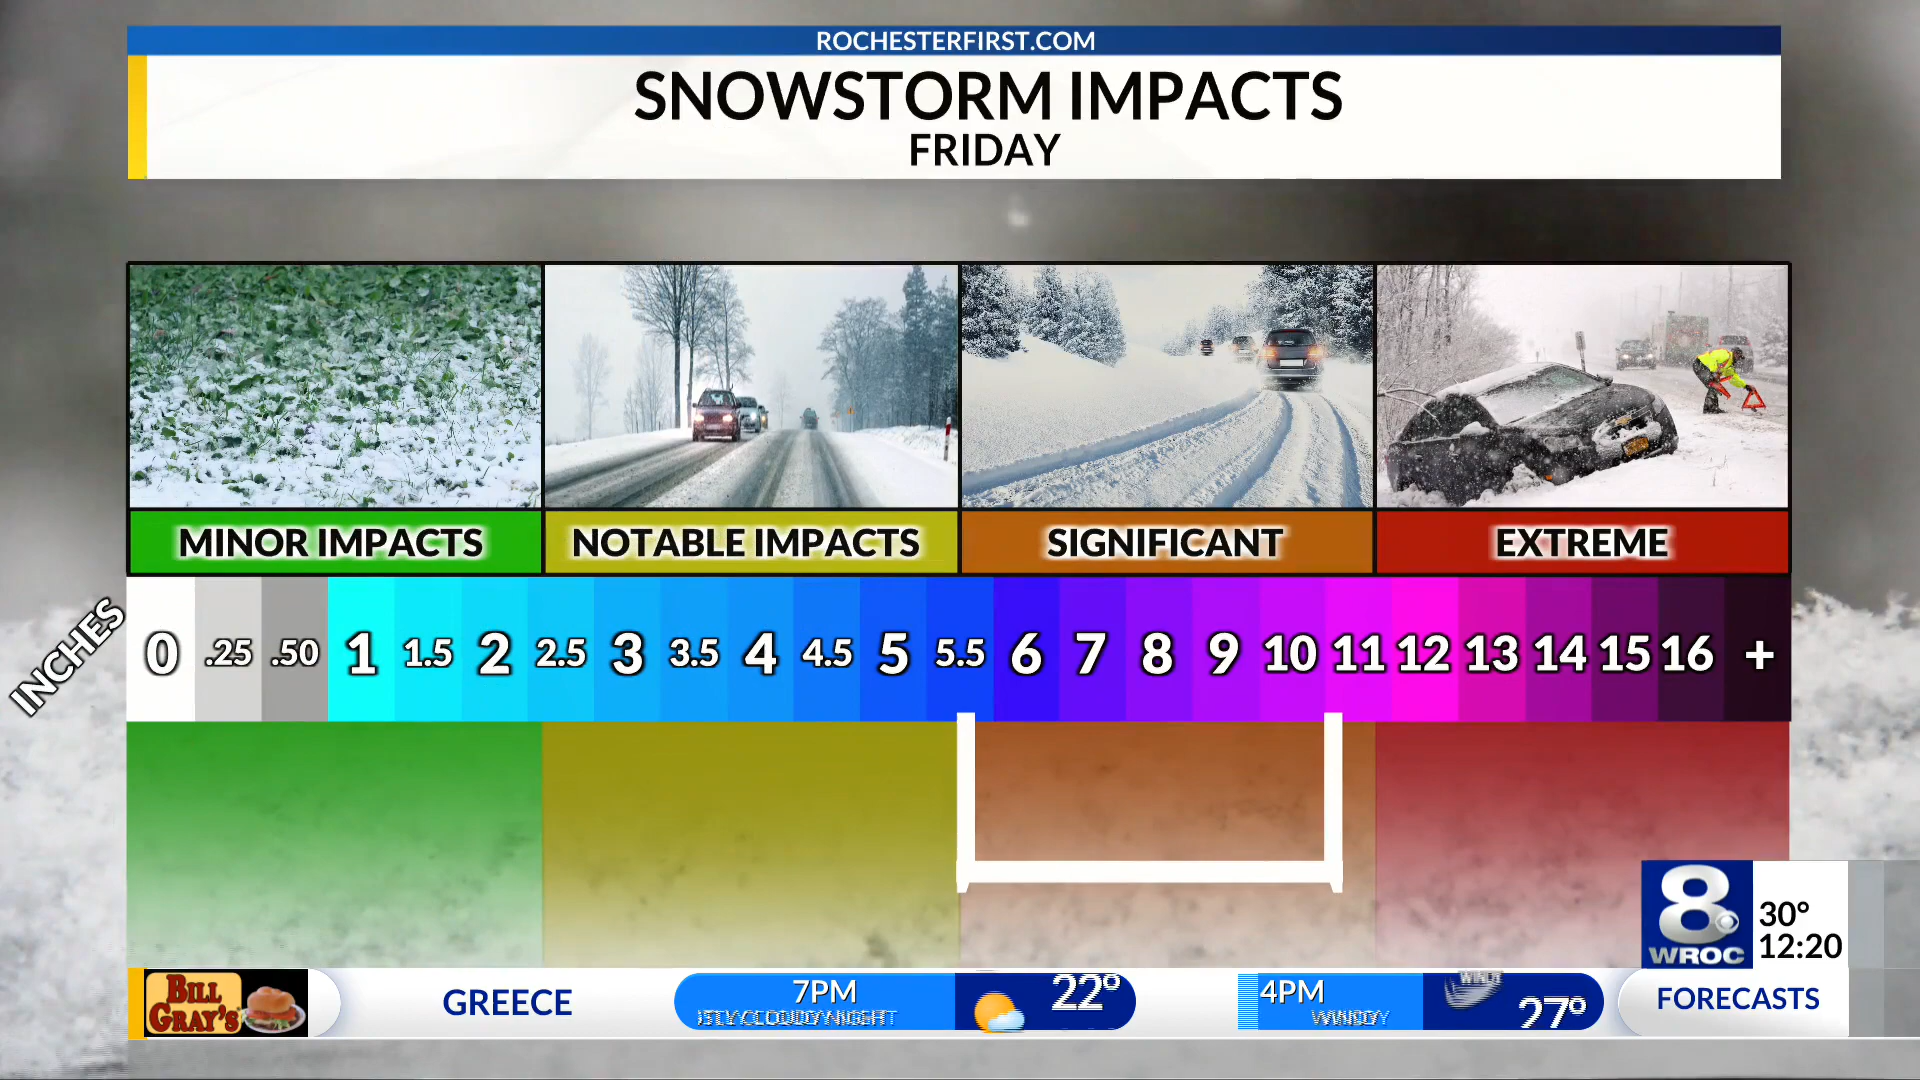 ROCHESTERFIRST.COM
SNOWSTORM IMPACTS
FRIDAY
MINOR IMPACTS
NOTABLE IMPACTS
SIGNIFICANT
EXTREME
INCHES
0 .25 .50 1 1.5 2 2.5 3 3.5 4 4.5 5 5.5 6 7 8 9 10 11 12 13 14 15 16 +
8
WROC
30°
12:20
BILL
GRAY'S
GREECE
7PM
22°
4PM
WINDY
27°
FORECASTS